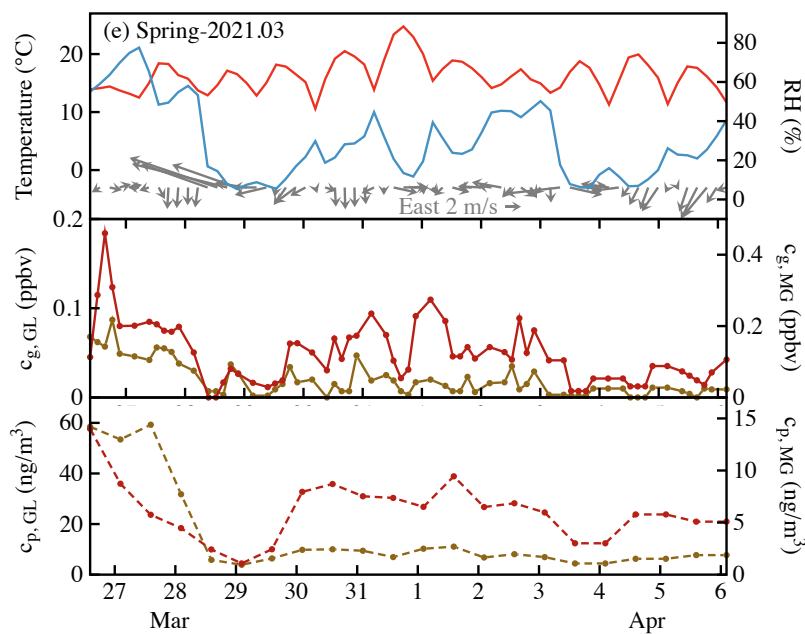 (e) Spring-2021.03
Temperature (°C)
20
10
0
RH (%)
80
60
40
20
0
East 2 m/s
c_g, GL (ppbv)
0.2
0.1
0
c_g, MG (ppbv)
0.4
0.2
0
c_p, GL (ng/m³)
60
40
20
0
c_p, MG (ng/m³)
15
10
5
0
27 28 29 30 31 1 2 3 4 5 6
Mar Apr